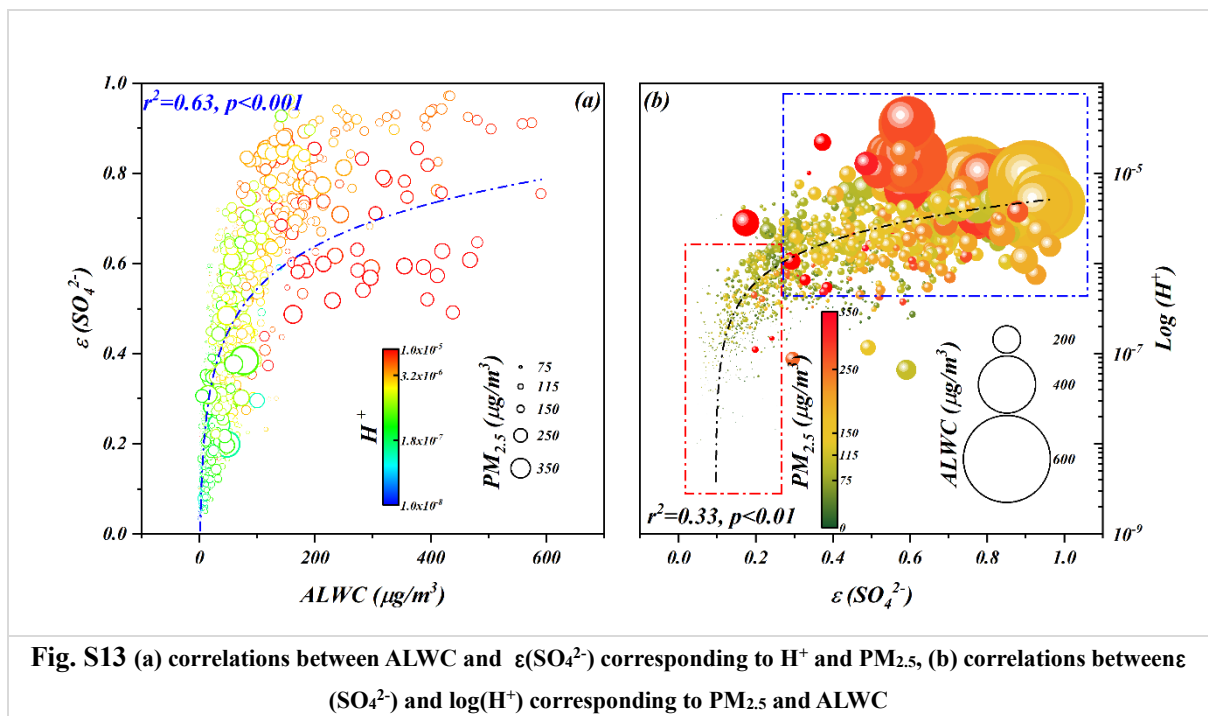 r²=0.63, p<0.001
(a)
1.0
0.8
0.6
0.4
0.2
0.0
ε (SO₄²⁻)
0
200
400
600
ALWC (μg/m³)
H⁺
1.0x10⁻⁵
3.2x10⁻⁶
1.8x10⁻⁷
1.0x10⁻⁸
PM₂.₅ (μg/m³)
75
115
150
250
350
(b)
r²=0.33, p<0.01
PM₂.₅ (μg/m³)
350
250
150
115
75
0
ALWC (μg/m³)
200
400
600
10⁻⁵
10⁻⁷
10⁻⁹
Log (H⁺)
0.0
0.2
0.4
0.6
0.8
1.0
ε (SO₄²⁻)
Fig. S13 (a) correlations between ALWC and ε(SO₄²⁻) corresponding to H⁺ and PM₂.₅, (b) correlations betweenε
(SO₄²⁻) and log(H⁺) corresponding to PM₂.₅ and ALWC